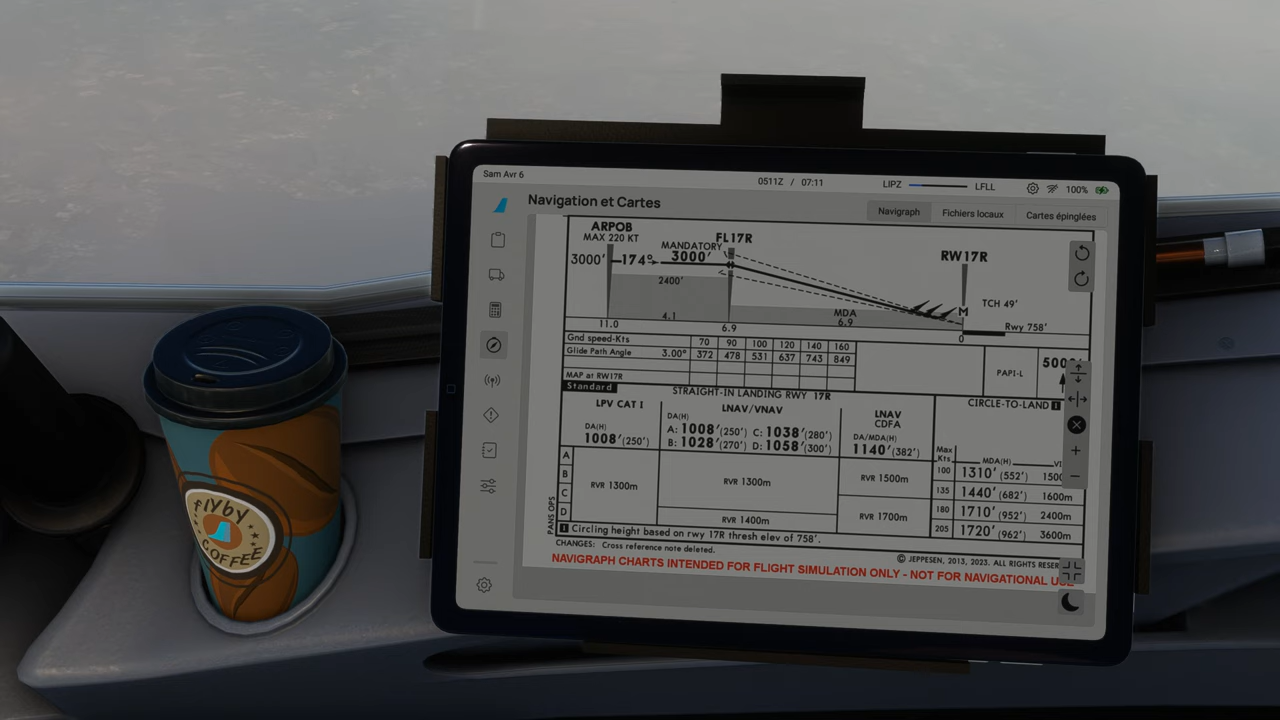 Sam Avr 6
0511Z / 07:11
LIPZ
LFLL
100%
Navigation et Cartes
Navigraph
Fichiers locaux
Cartes épinglées
ARPOB
MAX 220 KT
3000'
174°
MANDATORY
3000'
FL17R
RW17R
2400'
TCH 49'
M
MDA
4.1
6.9
Rwy 758'
11.0
6.9
0
Gnd speed-Kts 70 90 100 120 140 160
Glide Path Angle 3.00° 372 478 531 637 743 849
MAP at RW17R
PAPI-L
500
Standard
STRAIGHT-IN LANDING RWY 17R
CIRCLE-TO-LAND 1
LPV CAT I
LNAV/VNAV
LNAV
CDFA
DA(H)
1008'(250')
DA(H)
A: 1008'(250') C: 1038'(280')
B: 1028'(270') D: 1058'(300')
DA/MDA(H)
1140'(382')
Max
Kts
MDA(H)
A
B
C
D
RVR 1300m
RVR 1300m
RVR 1400m
RVR 1500m
RVR 1700m
100 1310'(552') 1500
135 1440'(682') 1600m
180 1710'(952') 2400m
205 1720'(962') 3600m
PANS OPS
1 Circling height based on rwy 17R thresh elev of 758'.
CHANGES: Cross reference note deleted.
© JEPPESEN, 2013, 2023. ALL RIGHTS RESER
NAVIGRAPH CHARTS INTENDED FOR FLIGHT SIMULATION ONLY - NOT FOR NAVIGATIONAL USE
flyby
COFFEE